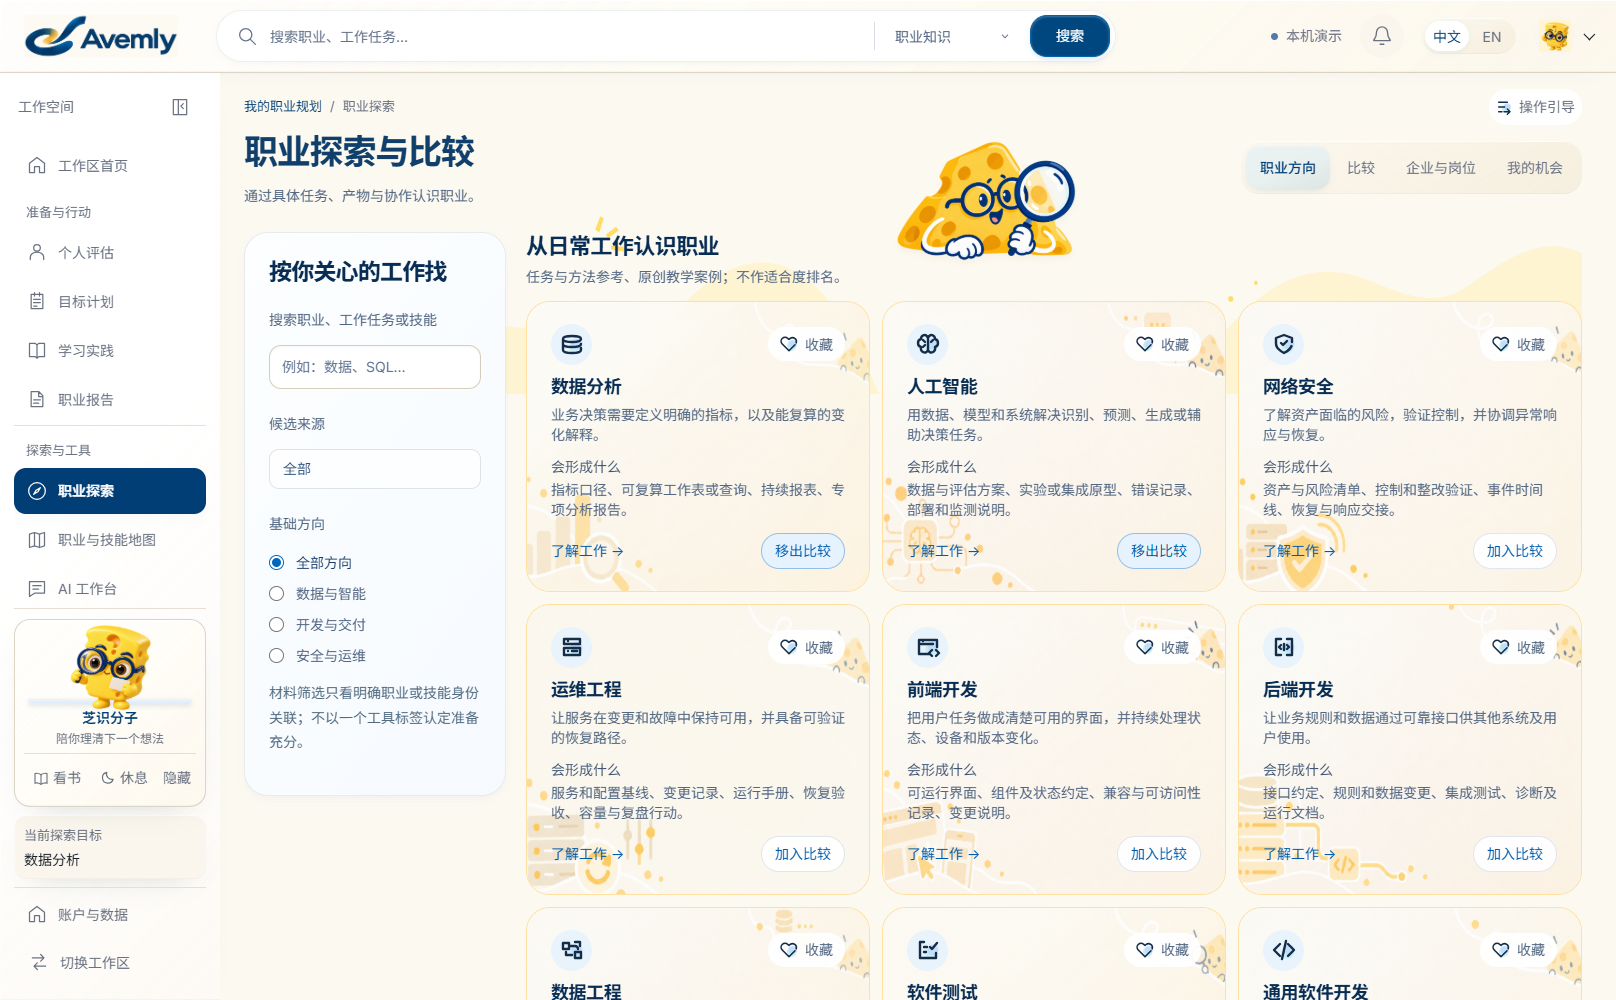 Avemly
搜索职业、工作任务...
职业知识
搜索
本机演示
中文
EN
工作空间
工作区首页
准备与行动
个人评估
目标计划
学习实践
职业报告
探索与工具
职业探索
职业与技能地图
AI 工作台
芝识分子
陪你理清下一个想法
看书
休息
隐藏
当前探索目标
数据分析
账户与数据
切换工作区
我的职业规划 / 职业探索
操作引导
职业探索与比较
通过具体任务、产物与协作认识职业。
职业方向
比较
企业与岗位
我的机会
按你关心的工作找
搜索职业、工作任务或技能
例如：数据、SQL...
候选来源
全部
基础方向
全部方向
数据与智能
开发与交付
安全与运维
材料筛选只看明确职业或技能身份
关联；不以一个工具标签认定准备
充分。
从日常工作认识职业
任务与方法参考、原创教学案例；不作适合度排名。
收藏
数据分析
业务决策需要定义明确的指标，以及能复算的变
化解释。
会形成什么
指标口径、可复算工作表或查询、持续报表、专
项分析报告。
了解工作 →
移出比较
收藏
人工智能
用数据、模型和系统解决识别、预测、生成或辅
助决策任务。
会形成什么
数据与评估方案、实验或集成原型、错误记录、
部署和监测说明。
了解工作 →
移出比较
收藏
网络安全
了解资产面临的风险，验证控制，并协调异常响
应与恢复。
会形成什么
资产与风险清单、控制和整改验证、事件时间
线、恢复与响应交接。
了解工作 →
加入比较
收藏
运维工程
让服务在变更和故障中保持可用，并具备可验证
的恢复路径。
会形成什么
服务和配置基线、变更记录、运行手册、恢复验
收、容量与复盘行动。
了解工作 →
加入比较
收藏
前端开发
把用户任务做成清楚可用的界面，并持续处理状
态、设备和版本变化。
会形成什么
可运行界面、组件及状态约定、兼容与可访问性
记录、变更说明。
了解工作 →
加入比较
收藏
后端开发
让业务规则和数据通过可靠接口供其他系统及用
户使用。
会形成什么
接口约定、规则和数据变更、集成测试、诊断及
运行文档。
了解工作 →
加入比较
收藏
数据工程
收藏
软件测试
收藏
通用软件开发